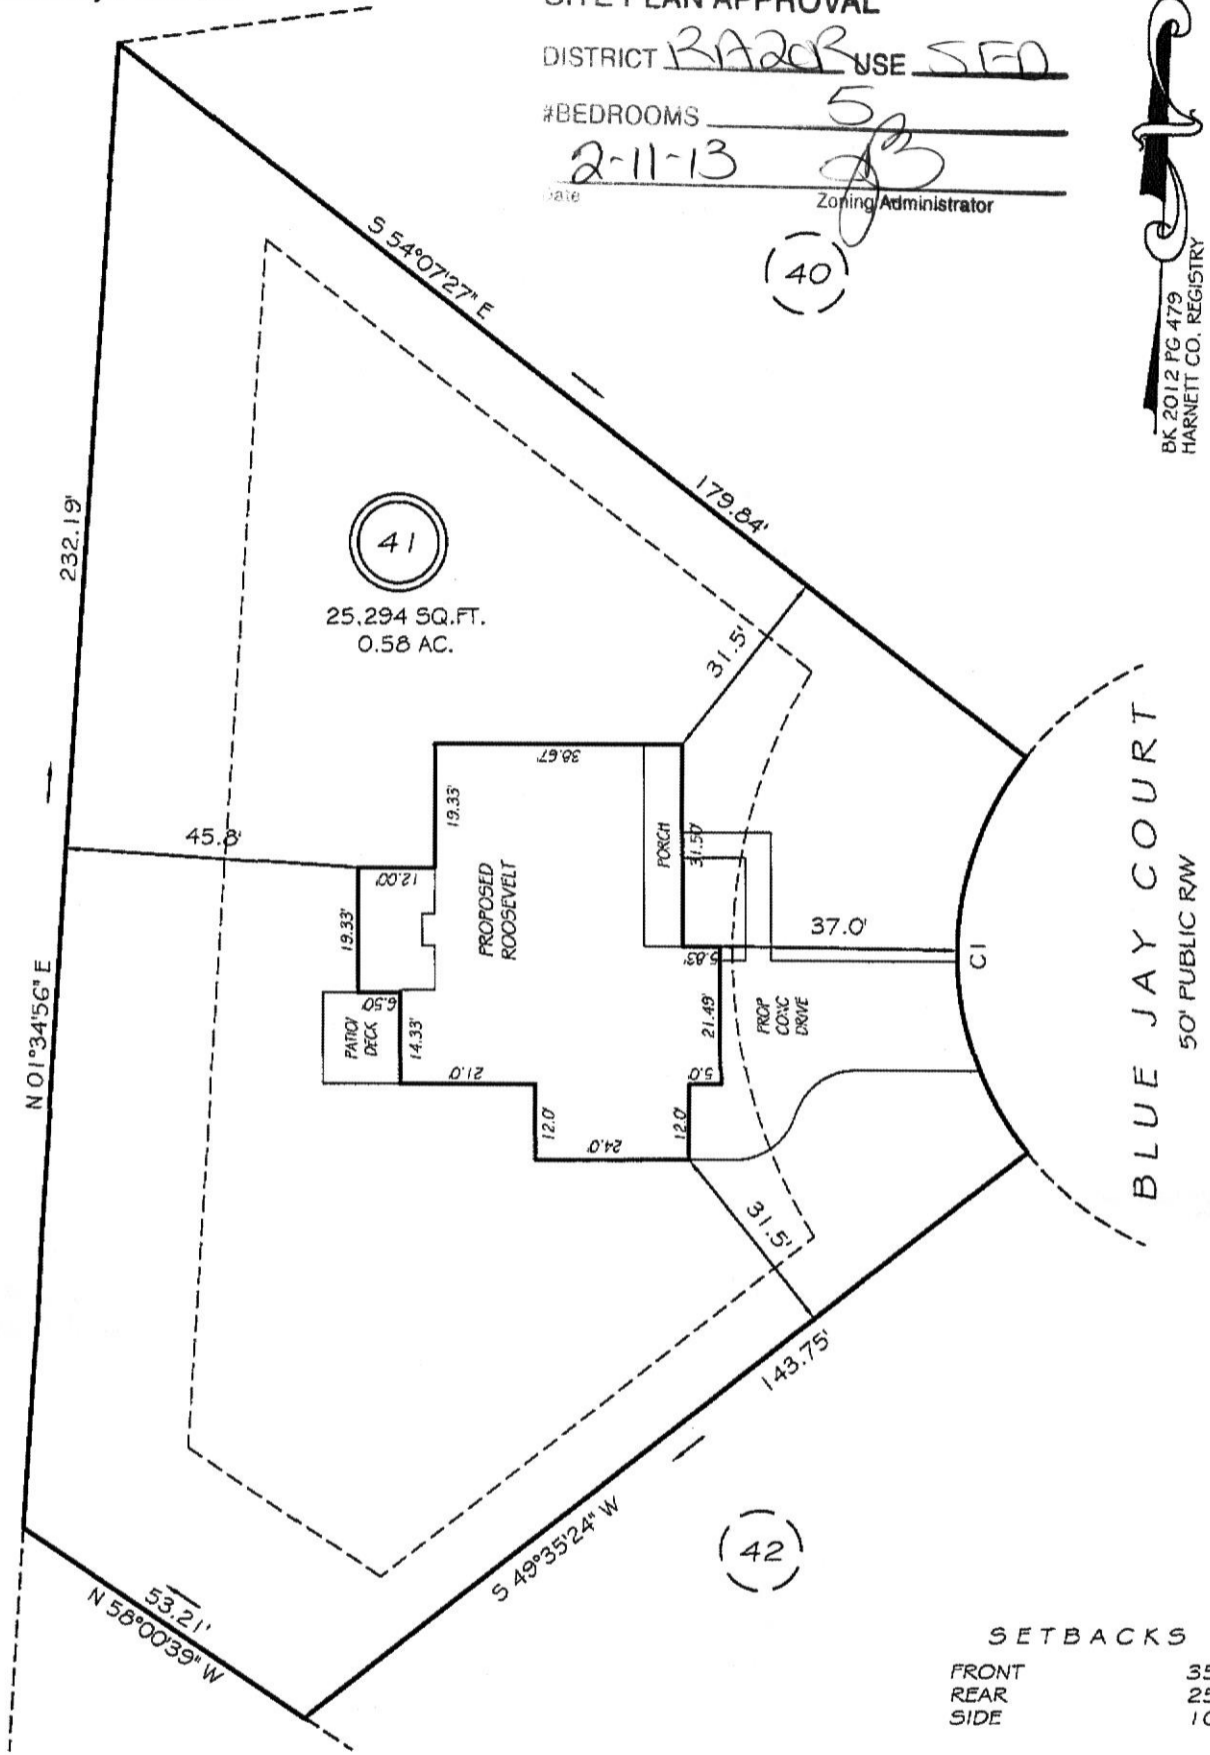 SITE PLAN APPROVAL
DISTRICT RA20R USE SFD
#BEDROOMS 5
2-11-13
Date
Zoning Administrator
BK 2012 PG 479
HARNETT CO. REGISTRY
40
S 54°07'27" E
179.84'
232.19'
N 01°34'56" E
41
25,294 SQ.FT.
0.58 AC.
31.5'
45.8'
38.67'
19.33'
12.00'
19.33'
PROPOSED
ROOSEVELT
PORCH
31.50'
5.83'
37.0'
C1
6.50'
PATIO/
DECK
14.33'
21.0'
21.49'
PROP
CONC
DRIVE
5.0'
12.0'
12.0'
24.0'
31.5'
143.75'
S 49°35'24" W
BLUE JAY COURT
50' PUBLIC R/W
53.21'
N 58°00'39" W
42
SETBACKS
FRONT 35
REAR 25
SIDE 10